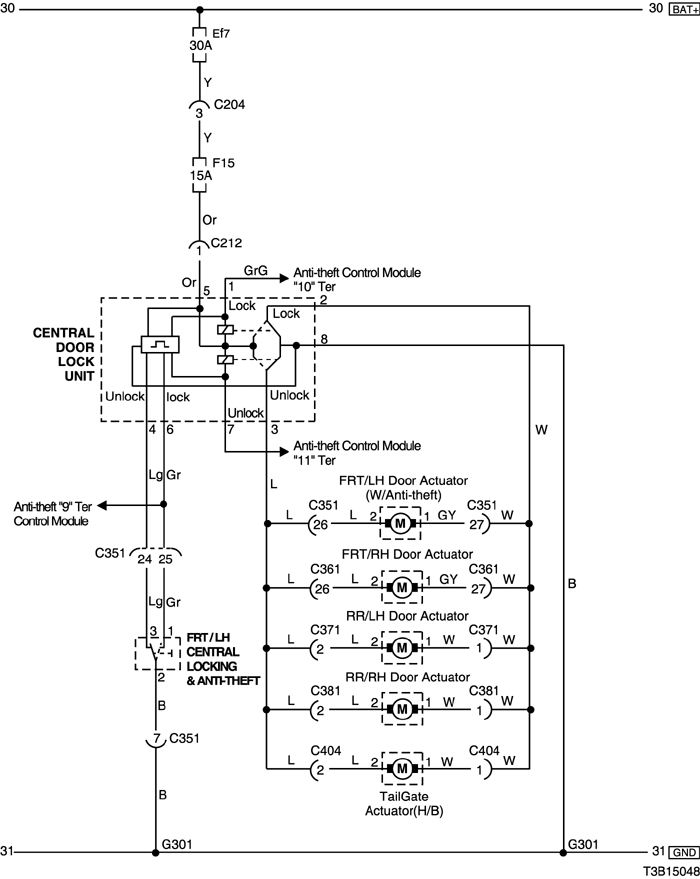 30 30 BAT+
Ef7
30A
Y
C204
3
Y
F15
15A
Or
C212
1
Or 5
GrG
1
Anti-theft Control Module
"10" Ter
2
Lock
Lock
CENTRAL
DOOR
LOCK
UNIT
8
Unlock lock Unlock
Unlock
4 6 7 3
W
Anti-theft Control Module
"11" Ter
Lg Gr
L
Anti-theft "9" Ter
Control Module
FRT/LH Door Actuator
(W/Anti-theft)
L C351 26 L 2 M 1 GY C351 27 W
C351 24 25
FRT/RH Door Actuator
L C361 26 L 2 M 1 GY C361 27 W
B
Lg Gr
RR/LH Door Actuator
L C371 2 L 2 M 1 W C371 1 W
3 1
FRT/LH
CENTRAL
LOCKING
& ANTI-THEFT
2
RR/RH Door Actuator
L C381 2 L 2 M 1 W C381 1 W
B
7 C351
L C404 2 L 2 M 1 W C404 1 W
TailGate
Actuator(H/B)
B
G301 G301
31 31 GND
T3B15048